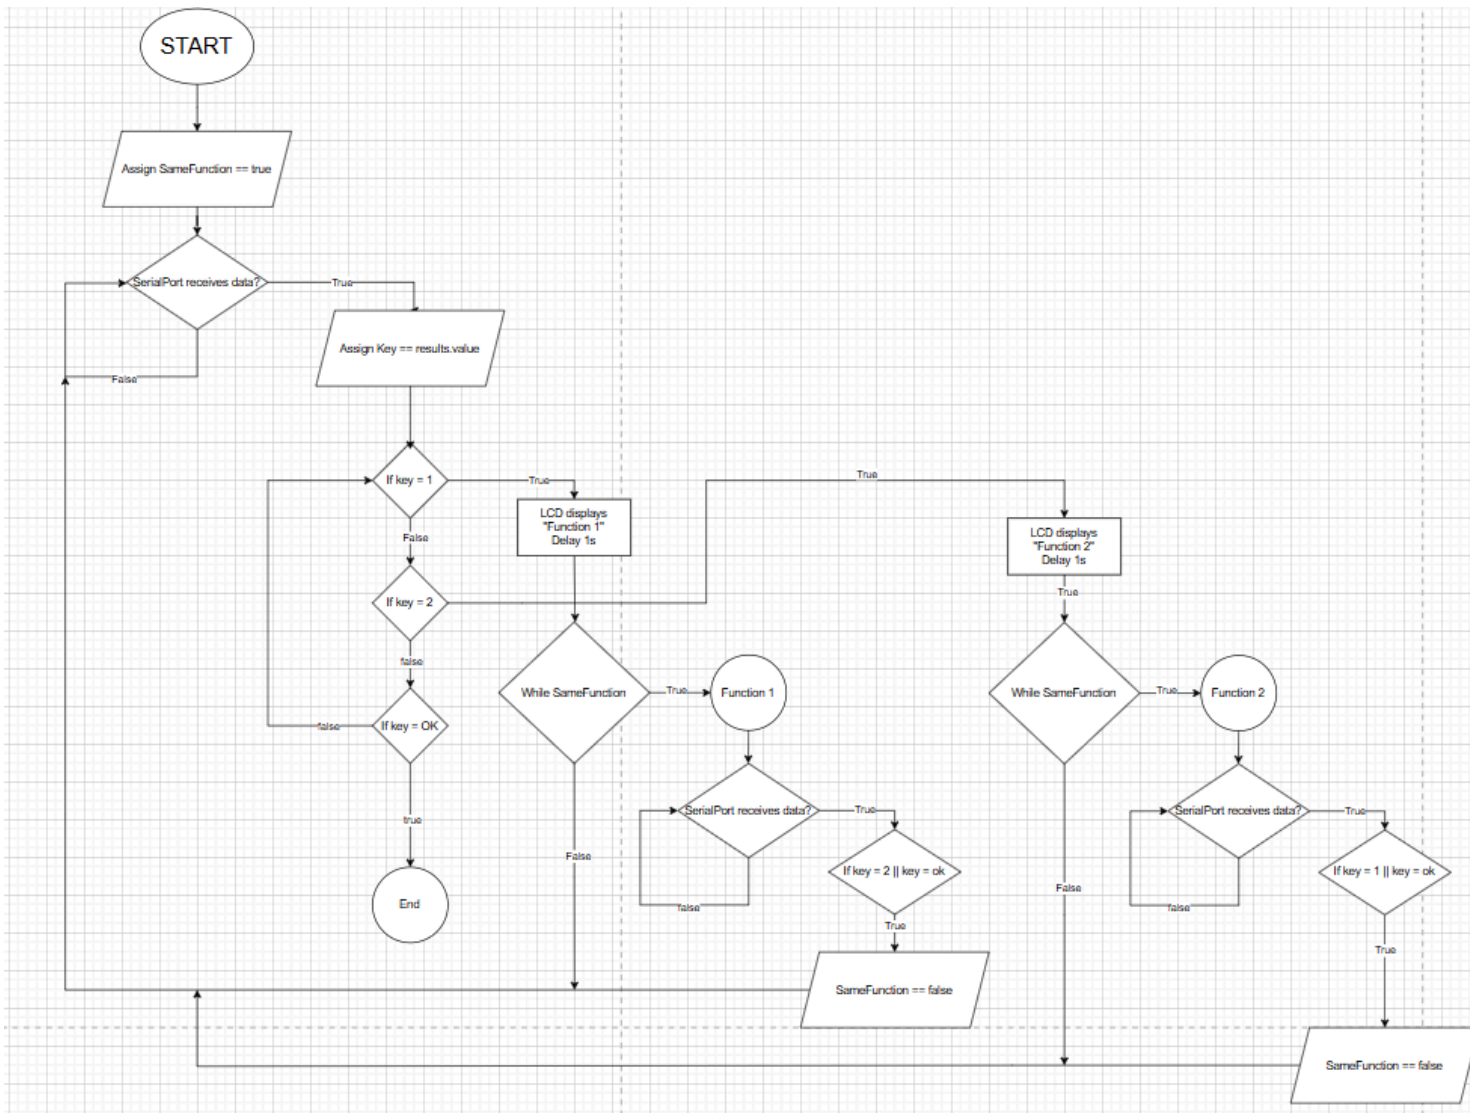 START
Assign SameFunction == true
SerialPort receives data?
True
False
Assign Key == results.value
If key = 1
True
False
LCD displays
"Function 1"
Delay 1s
If key = 2
True
false
LCD displays
"Function 2"
Delay 1s
True
If key = OK
false
true
End
While SameFunction
True
False
Function 1
SerialPort receives data?
True
false
If key = 2 || key = ok
True
SameFunction == false
While SameFunction
True
False
Function 2
SerialPort receives data?
True
false
If key = 1 || key = ok
True
SameFunction == false